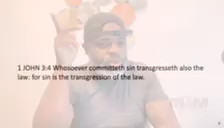 1 JOHN 3:4 Whosoever committeth sin transgresseth also the
law: for sin is the transgression of the law.